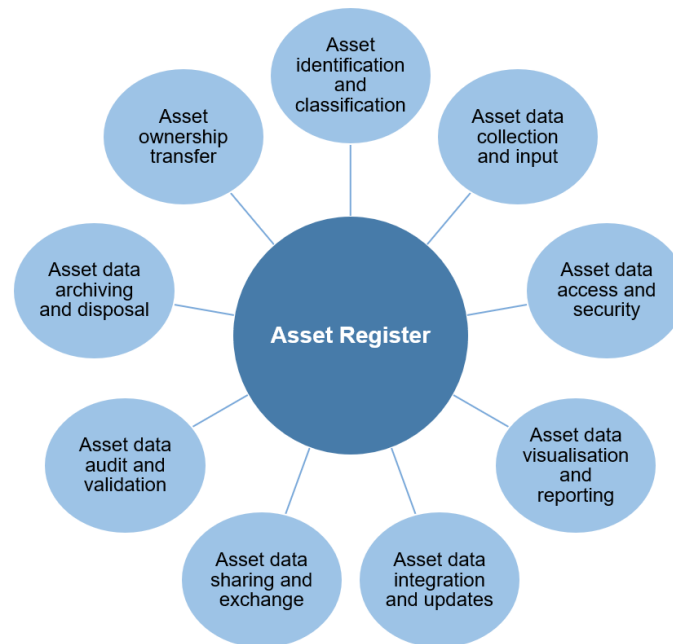 Asset
identification
and
classification
Asset data
collection
and input
Asset data
access and
security
Asset data
visualisation
and
reporting
Asset data
integration
and updates
Asset data
sharing and
exchange
Asset data
audit and
validation
Asset data
archiving
and disposal
Asset
ownership
transfer
Asset Register